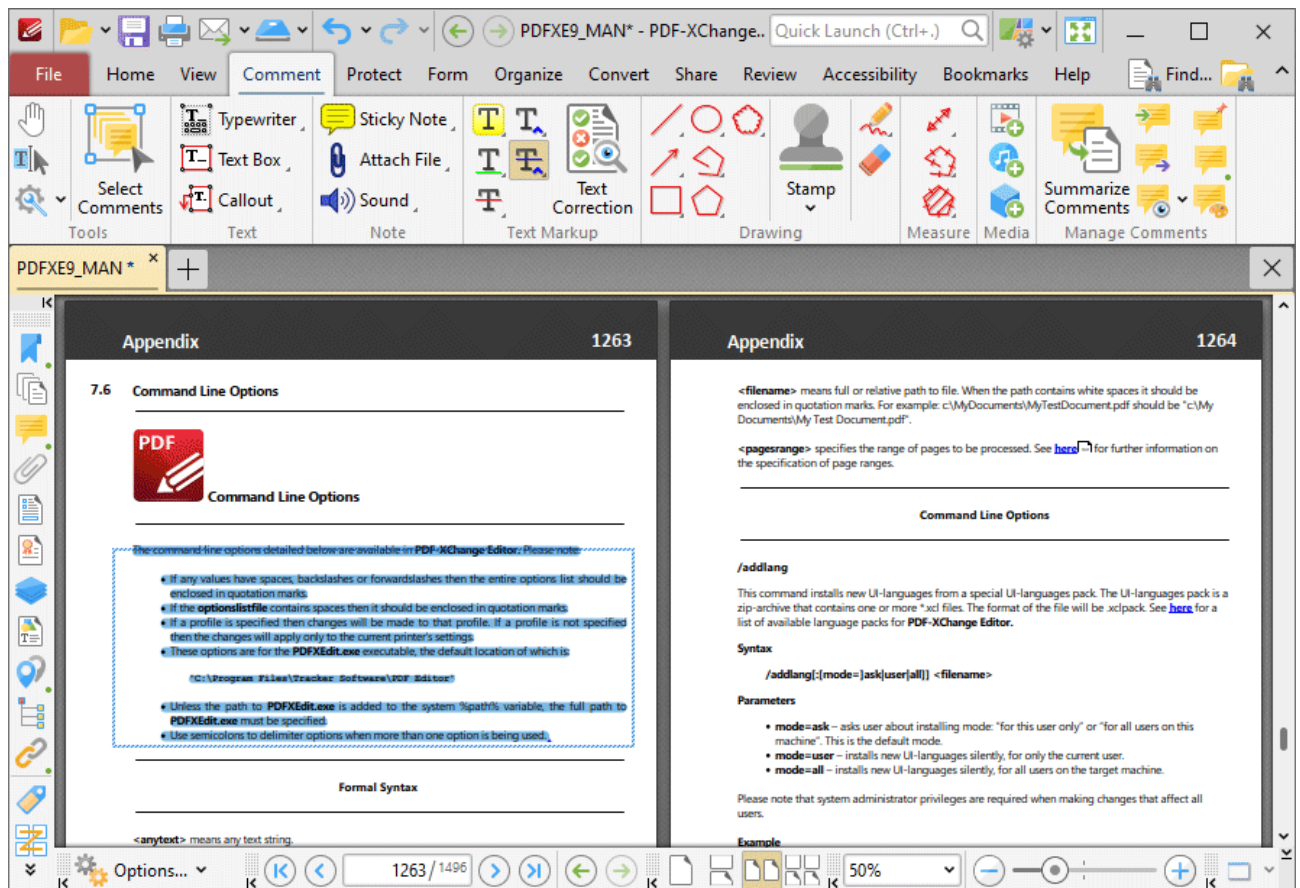 PDFXE9_MAN* - PDF-XChange.. Quick Launch (Ctrl+.)
File Home View Comment Protect Form Organize Convert Share Review Accessibility Bookmarks Help Find...
Typewriter Sticky Note
Text Box Attach File
Callout Sound
Select
Comments
Text
Correction
Stamp
Summarize
Comments
Tools Text Note Text Markup Drawing Measure Media Manage Comments
PDFXE9_MAN *
Appendix 1263
7.6 Command Line Options
PDF
Command Line Options
The command line options detailed below are available in PDF-XChange Editor. Please note:
• If any values have spaces, backslashes or forwardslashes then the entire options list should be
enclosed in quotation marks.
• If the optionslistfile contains spaces then it should be enclosed in quotation marks.
• If a profile is specified then changes will be made to that profile. If a profile is not specified
then the changes will apply only to the current printer's settings.
• These options are for the PDFXEdit.exe executable, the default location of which is:
"C:\Program Files\Tracker Software\PDF Editor"
• Unless the path to PDFXEdit.exe is added to the system %path% variable, the full path to
PDFXEdit.exe must be specified.
• Use semicolons to delimiter options when more than one option is being used.
Formal Syntax
<anytext> means any text string.
Appendix 1264
<filename> means full or relative path to file. When the path contains white spaces it should be
enclosed in quotation marks. For example: c:\MyDocuments\MyTestDocument.pdf should be "c:\My
Documents\My Test Document.pdf".
<pagesrange> specifies the range of pages to be processed. See here for further information on
the specification of page ranges.
Command Line Options
/addlang
This command installs new UI-languages from a special UI-languages pack. The UI-languages pack is a
zip-archive that contains one or more *.xcl files. The format of the file will be .xclpack. See here for a
list of available language packs for PDF-XChange Editor.
Syntax
/addlang[:[mode=]ask|user|all]] <filename>
Parameters
• mode=ask – asks user about installing mode: "for this user only" or "for all users on this
machine". This is the default mode.
• mode=user – installs new UI-languages silently, for only the current user.
• mode=all – installs new UI-languages silently, for all users on the target machine.
Please note that system administrator privileges are required when making changes that affect all
users.
Example
Options... 1263 / 1496 50%